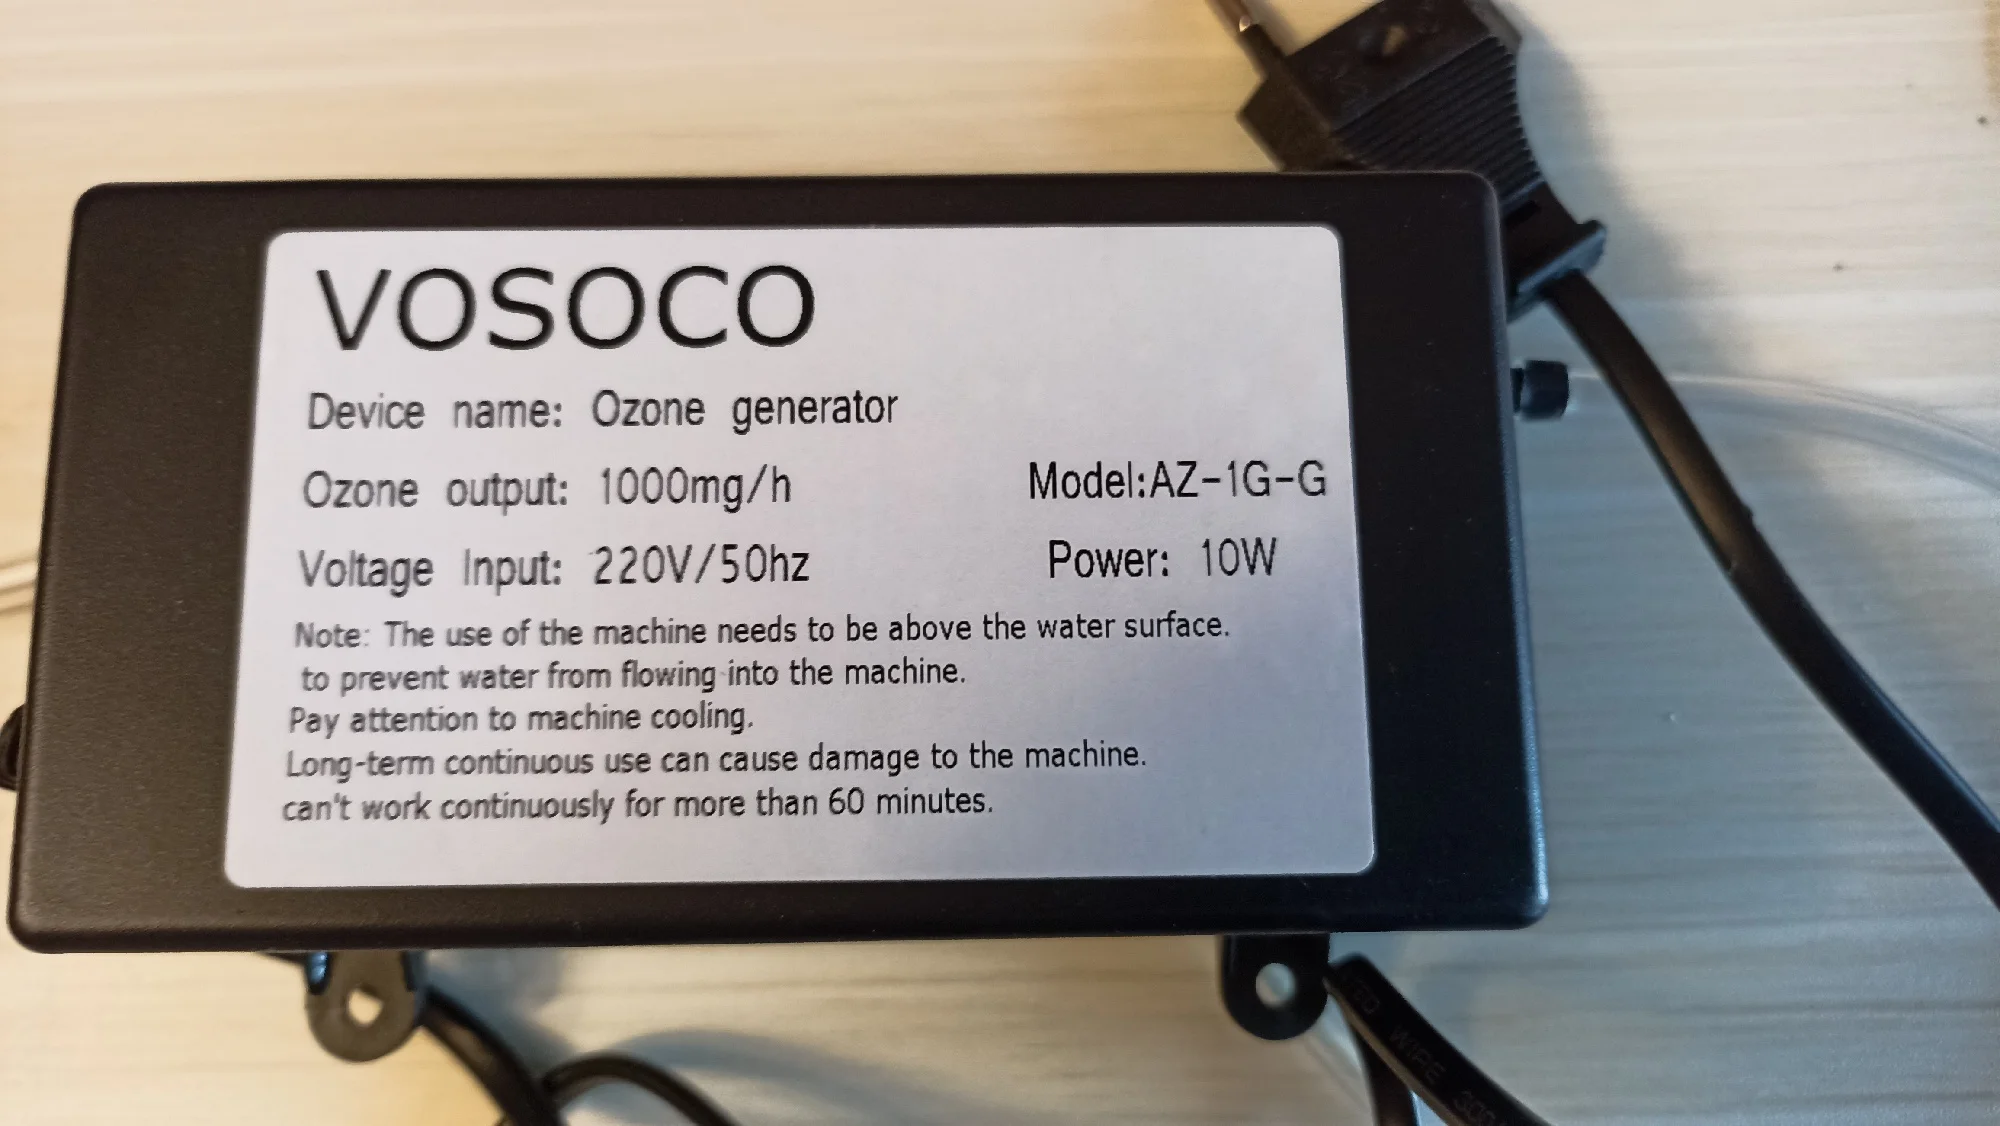 VOSOCO
Device name: Ozone generator
Ozone output: 1000mg/h
Model:AZ-1G-G
Voltage Input: 220V/50hz
Power: 10W
Note: The use of the machine needs to be above the water surface.
to prevent water from flowing into the machine.
Pay attention to machine cooling.
Long-term continuous use can cause damage to the machine.
can't work continuously for more than 60 minutes.